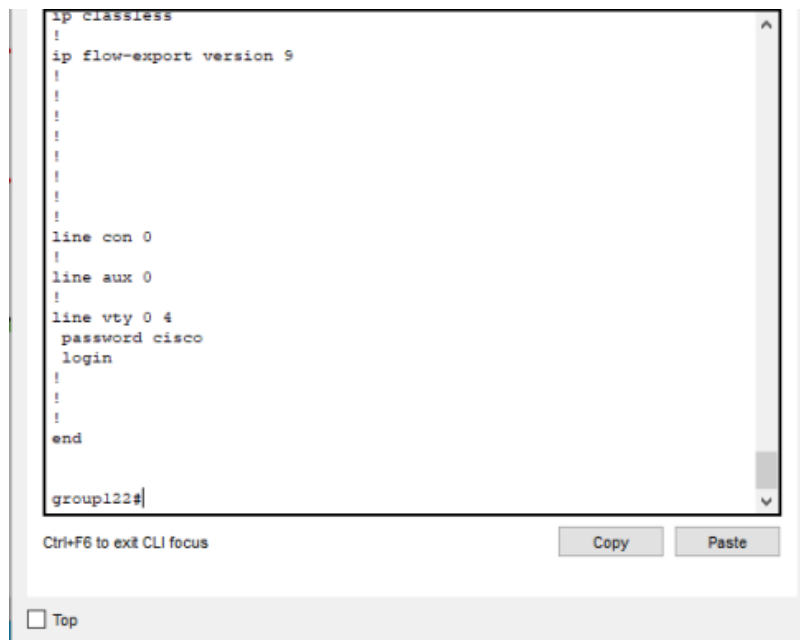 ip classless
!
ip flow-export version 9
!
!
!
!
!
!
!
!
line con 0
!
line aux 0
!
line vty 0 4
password cisco
login
!
!
!
end
group122#
Ctrl+F6 to exit CLI focus
Copy
Paste
Top